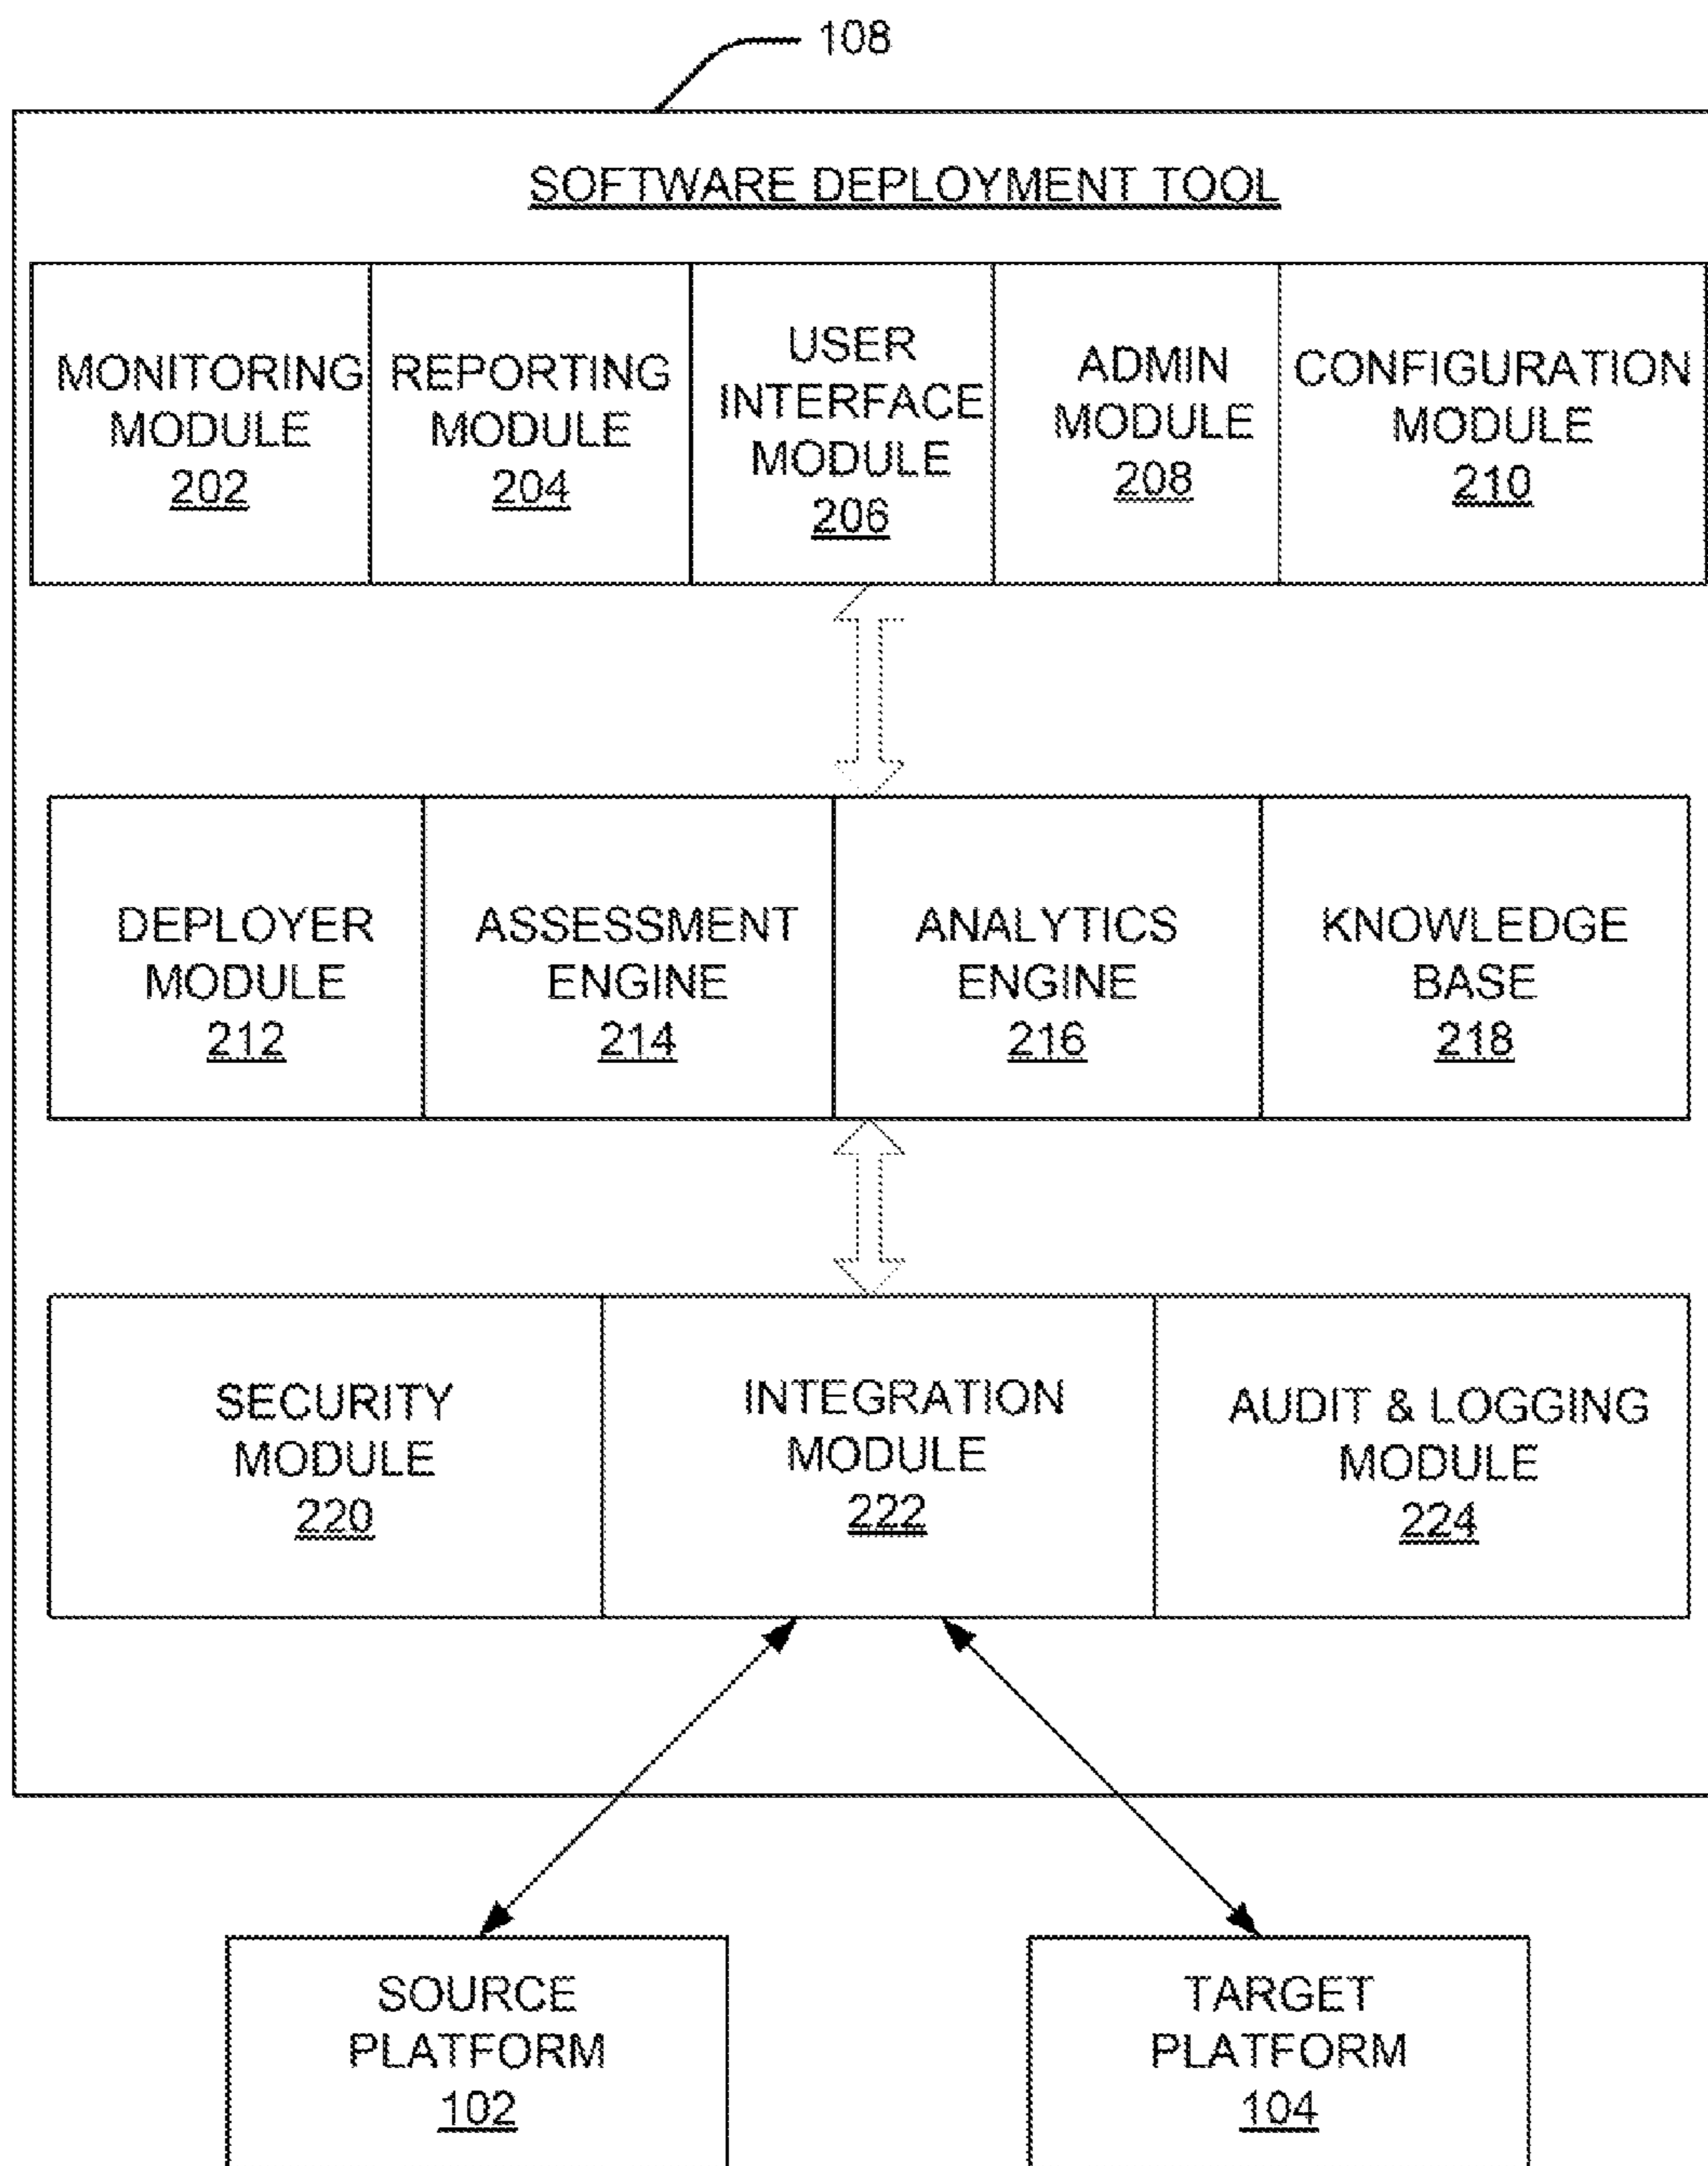 108
SOFTWARE DEPLOYMENT TOOL
MONITORING
MODULE
202
REPORTING
MODULE
204
USER
INTERFACE
MODULE
206
ADMIN
MODULE
208
CONFIGURATION
MODULE
210
DEPLOYER
MODULE
212
ASSESSMENT
ENGINE
214
ANALYTICS
ENGINE
216
KNOWLEDGE
BASE
218
SECURITY
MODULE
220
INTEGRATION
MODULE
222
AUDIT & LOGGING
MODULE
224
SOURCE
PLATFORM
102
TARGET
PLATFORM
104